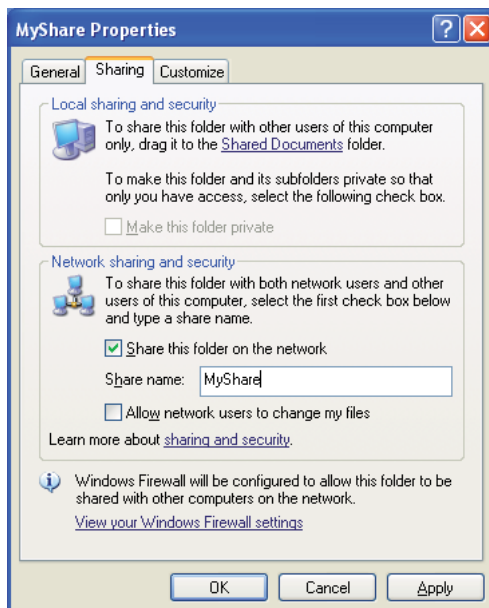 MyShare Properties
General Sharing Customize
Local sharing and security
To share this folder with other users of this computer
only, drag it to the Shared Documents folder.
To make this folder and its subfolders private so that
only you have access, select the following check box.
Make this folder private
Network sharing and security
To share this folder with both network users and other
users of this computer, select the first check box below
and type a share name.
Share this folder on the network
Share name: MyShare
Allow network users to change my files
Learn more about sharing and security.
Windows Firewall will be configured to allow this folder to be
shared with other computers on the network.
View your Windows Firewall settings
OK Cancel Apply